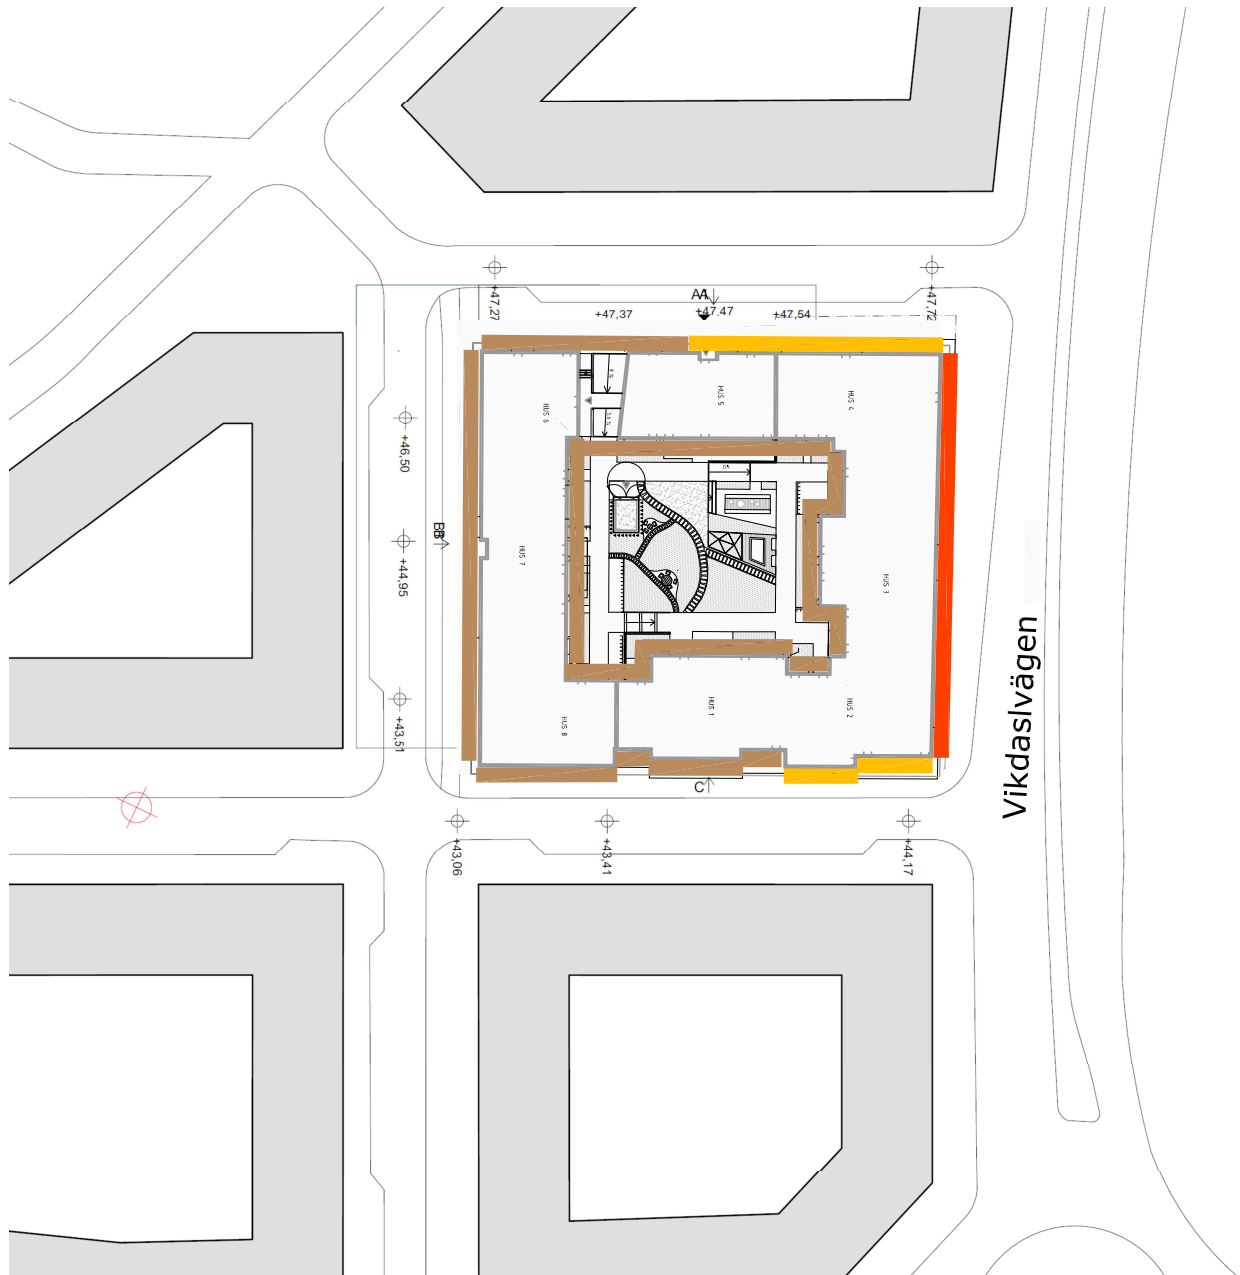 +47,27
A4
+47,37
+47,47
+47,54
+47,72
HUS 6
HUS 5
HUS 4
+46,50
BB
+44,95
HUS 7
HUS 3
HUS 8
HUS 1
HUS 2
+43,51
Vikdaslvägen
C
+43,06
+43,41
+44,17